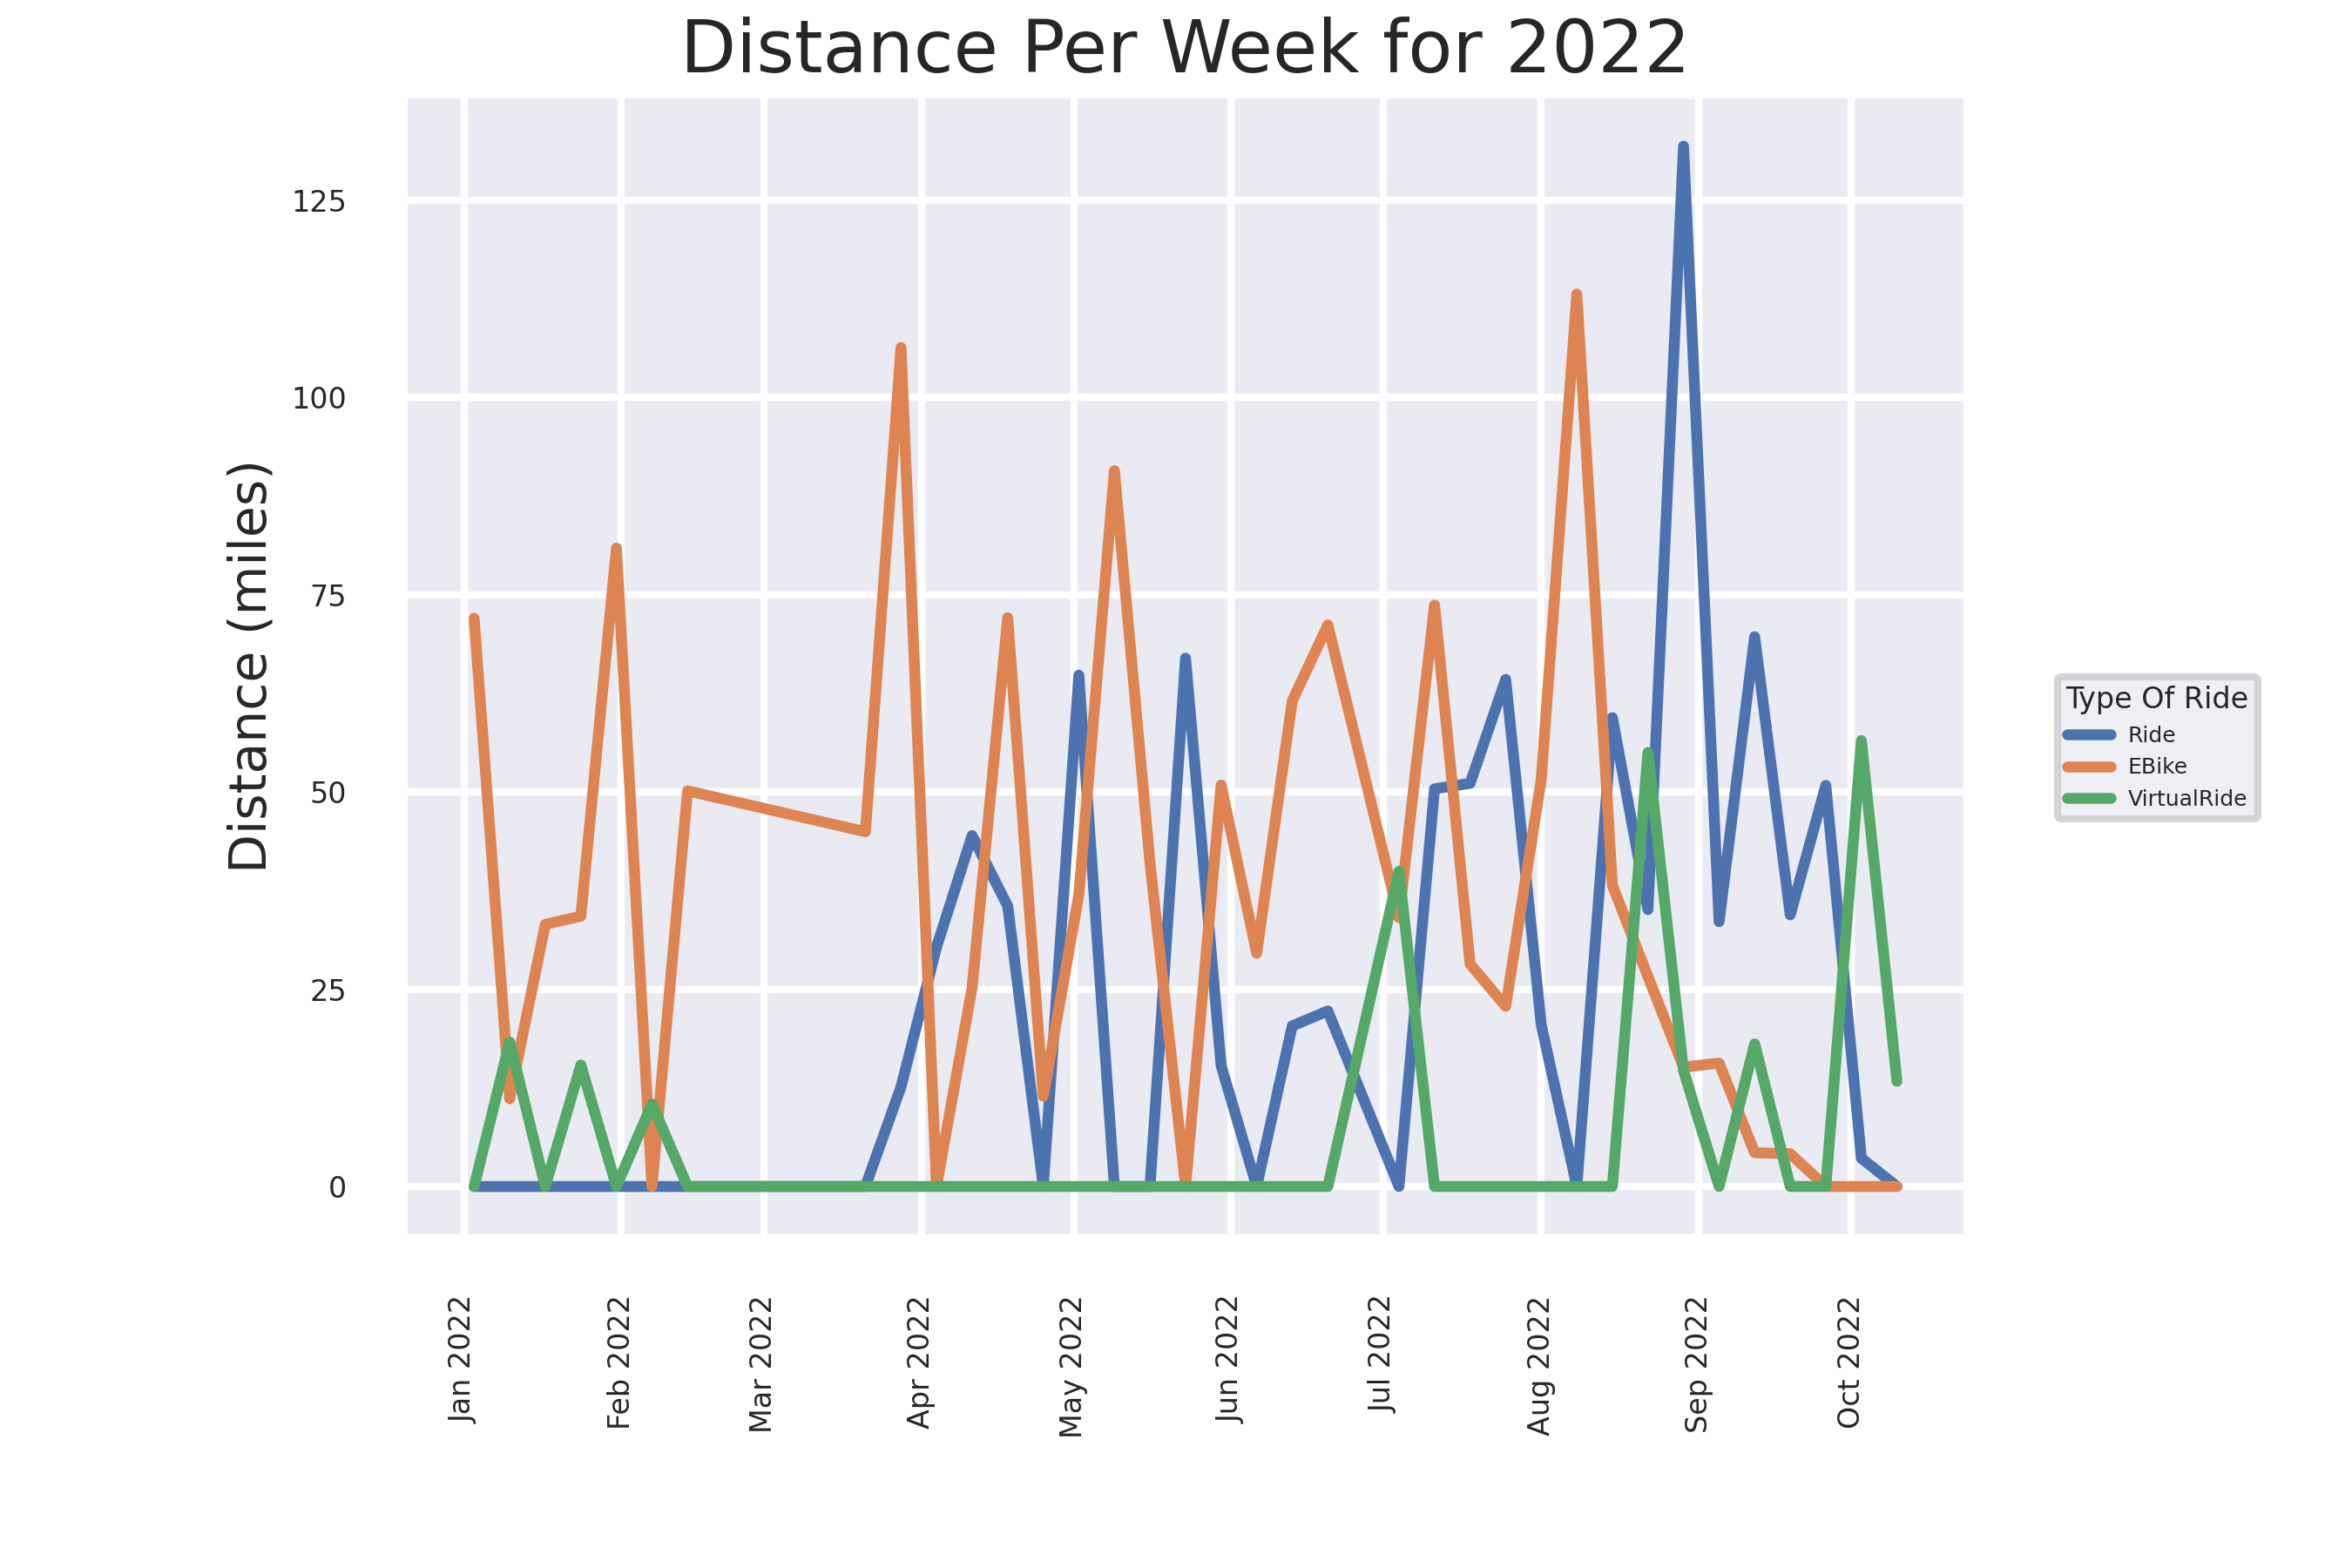 Distance Per Week for 2022
Distance (miles)
125
100
75
50
25
0
Jan 2022
Feb 2022
Mar 2022
Apr 2022
May 2022
Jun 2022
Jul 2022
Aug 2022
Sep 2022
Oct 2022
Type Of Ride
Ride
EBike
VirtualRide